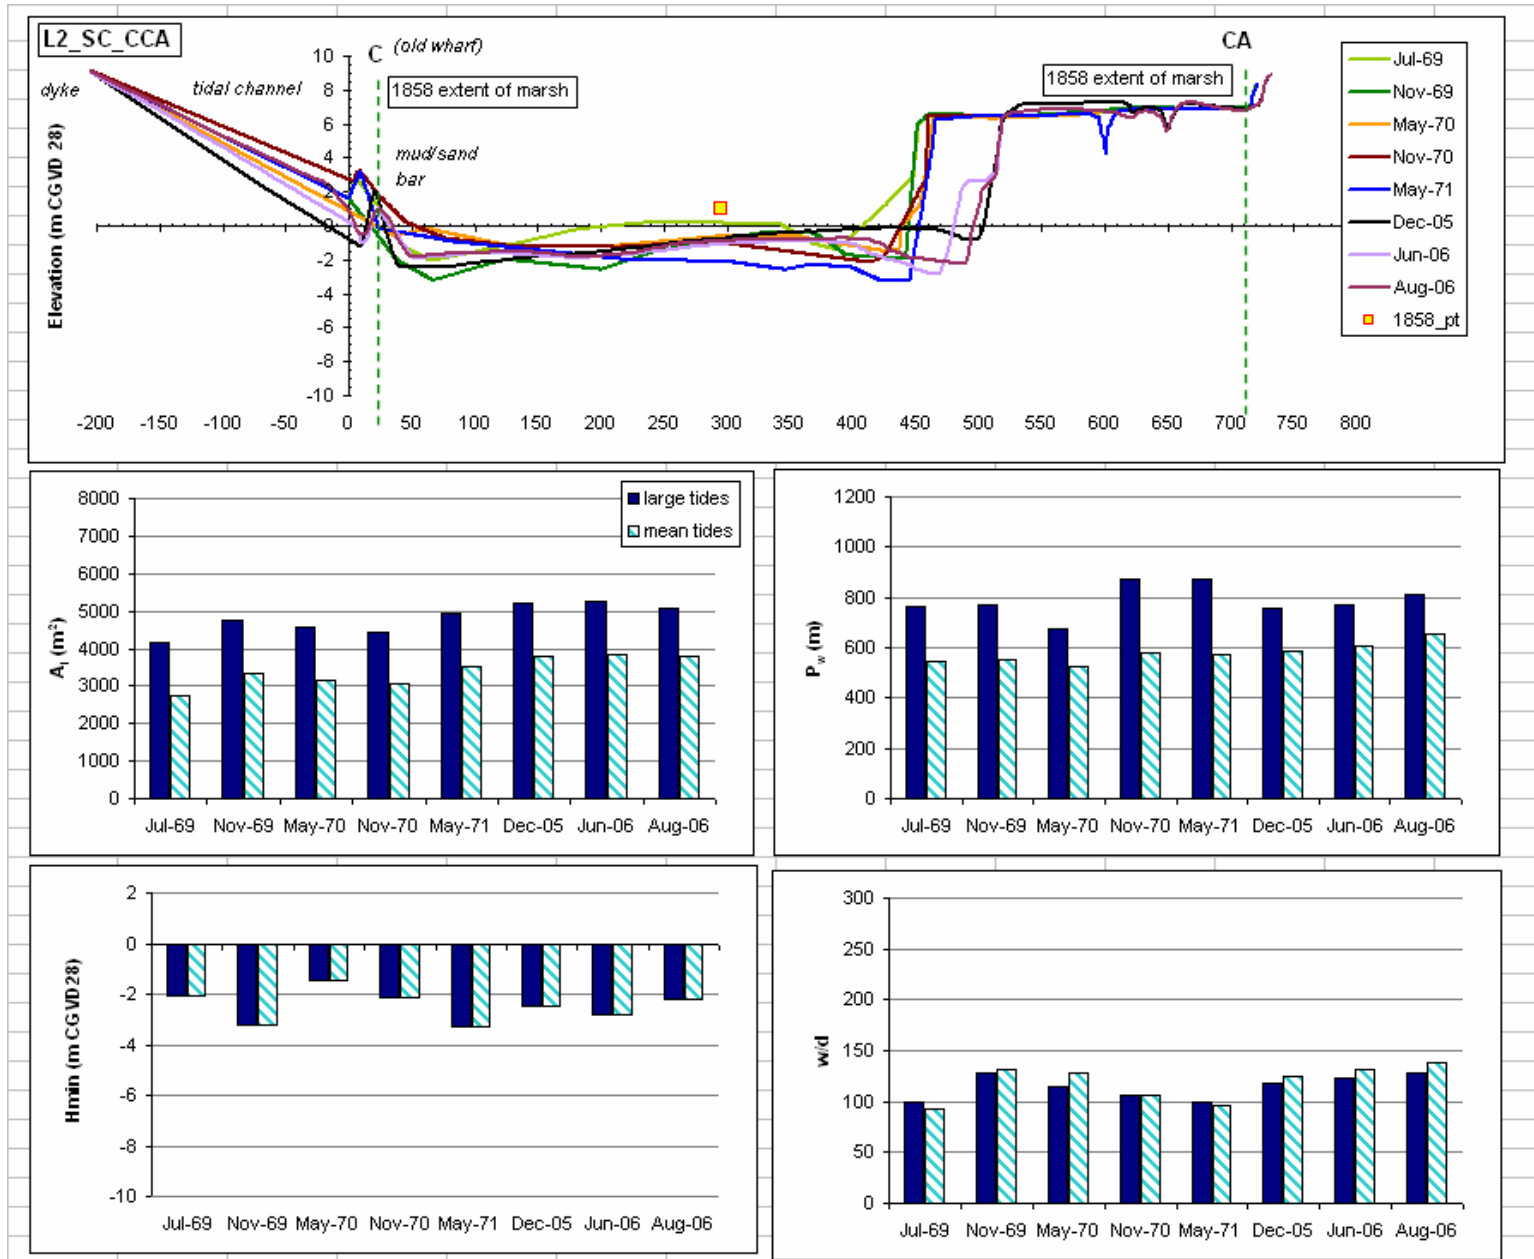 L2_SC_CCA
C
(old wharf)
CA
dyke
tidal channel
1858 extent of marsh
1858 extent of marsh
mud/sand
bar
Elevation (m CGVD 28)
10
8
6
4
2
0
-2
-4
-6
-8
-10
-200 -150 -100 -50 0 50 100 150 200 250 300 350 400 450 500 550 600 650 700 750 800
Jul-69
Nov-69
May-70
Nov-70
May-71
Dec-05
Jun-06
Aug-06
1858_pt
large tides
mean tides
A_l (m²)
8000
7000
6000
5000
4000
3000
2000
1000
0
Jul-69 Nov-69 May-70 Nov-70 May-71 Dec-05 Jun-06 Aug-06
P_w (m)
1200
1000
800
600
400
200
0
Jul-69 Nov-69 May-70 Nov-70 May-71 Dec-05 Jun-06 Aug-06
Hmin (m CGVD28)
2
0
-2
-4
-6
-8
-10
Jul-69 Nov-69 May-70 Nov-70 May-71 Dec-05 Jun-06 Aug-06
w/d
300
250
200
150
100
50
0
Jul-69 Nov-69 May-70 Nov-70 May-71 Dec-05 Jun-06 Aug-06